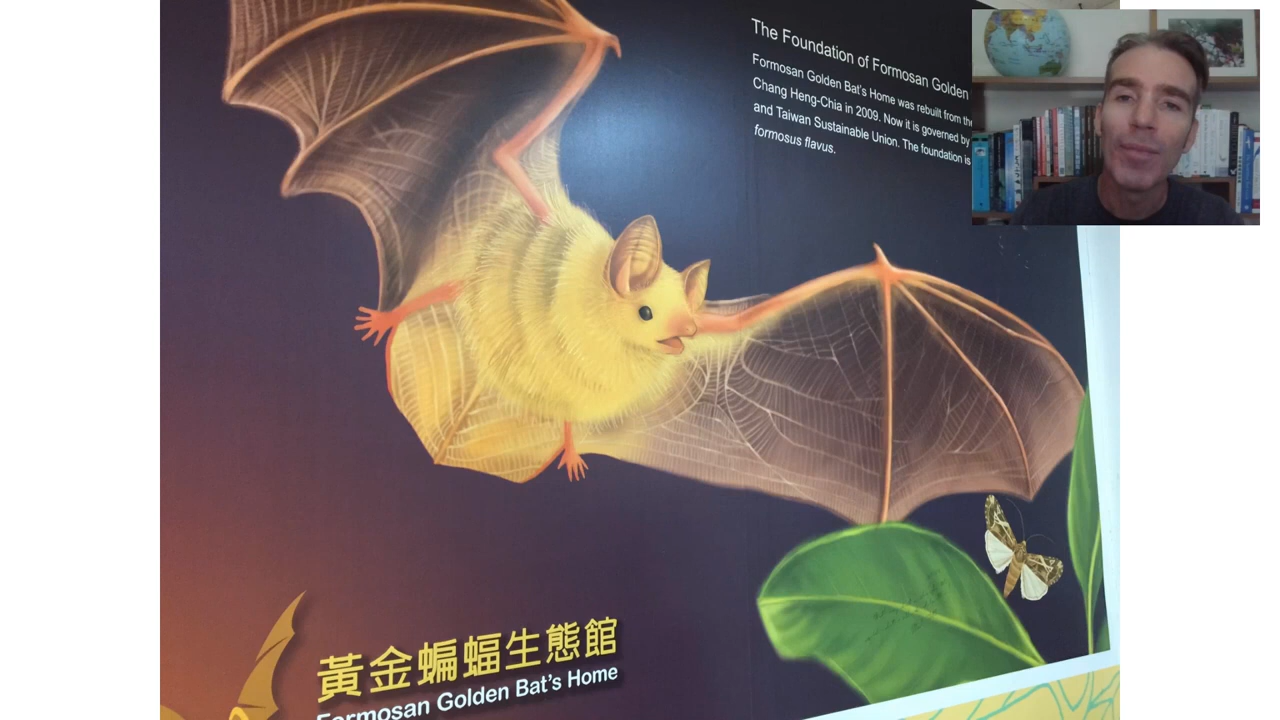 The Foundation of Formosan Golden
Formosan Golden Bat's Home was rebuilt from the
Chang Heng-Chia in 2009. Now it is governed by
and Taiwan Sustainable Union. The foundation is
formosus flavus.
黃金蝙蝠生態館
Formosan Golden Bat's Home